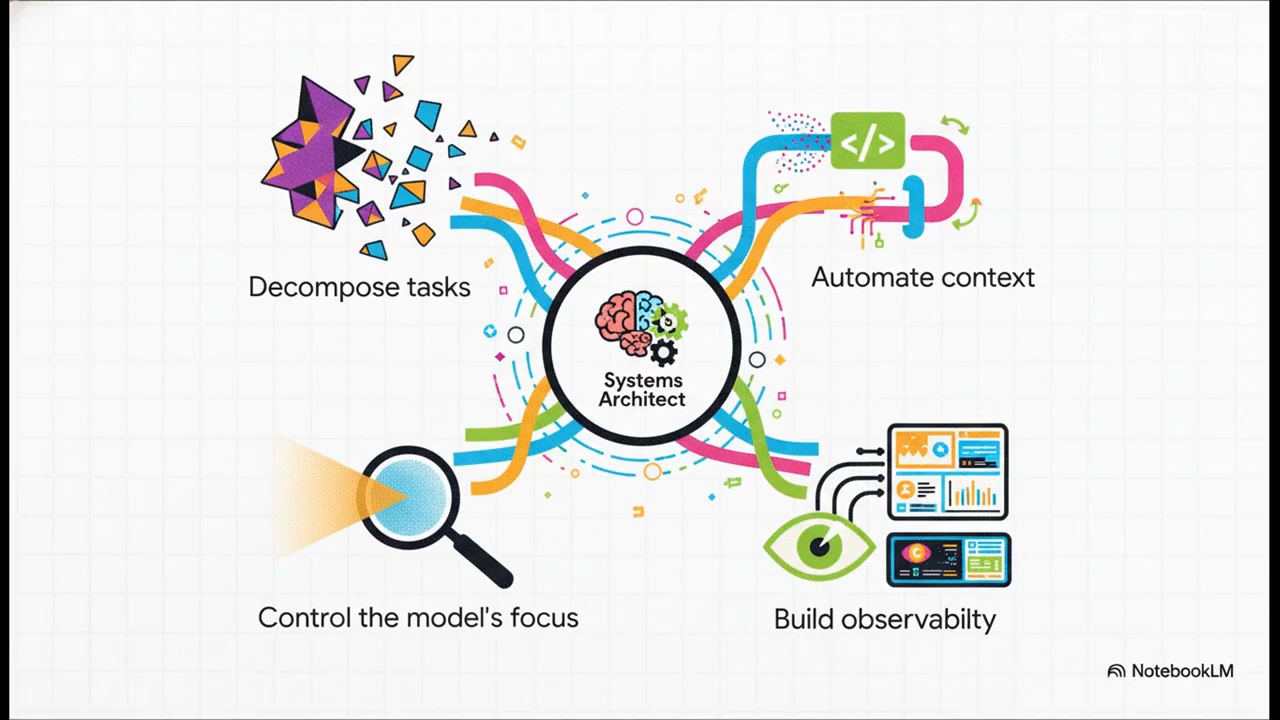 Decompose tasks
</>
Automate context
Systems
Architect
Control the model's focus
Build observabilty
NotebookLM